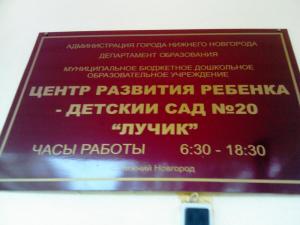 АДМИНИСТРАЦИЯ ГОРОДА НИЖНЕГО НОВГОРОДА
ДЕПАРТАМЕНТ ОБРАЗОВАНИЯ
МУНИЦИПАЛЬНОЕ БЮДЖЕТНОЕ ДОШКОЛЬНОЕ
ОБРАЗОВАТЕЛЬНОЕ УЧРЕЖДЕНИЕ
ЦЕНТР РАЗВИТИЯ РЕБЕНКА
- ДЕТСКИЙ САД №20
"ЛУЧИК"
ЧАСЫ РАБОТЫ 6:30 - 18:30
Нижний Новгород